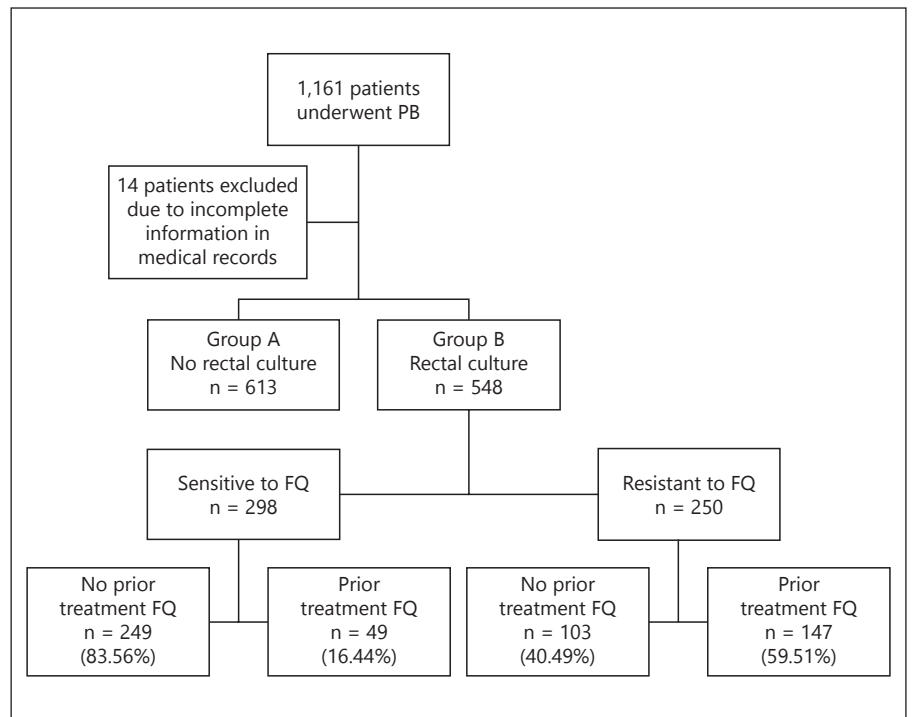 1,161 patients
underwent PB
14 patients excluded
due to incomplete
information in
medical records
Group A
No rectal culture
n = 613
Group B
Rectal culture
n = 548
Sensitive to FQ
n = 298
Resistant to FQ
n = 250
No prior
treatment FQ
n = 249
(83.56%)
Prior
treatment FQ
n = 49
(16.44%)
No prior
treatment FQ
n = 103
(40.49%)
Prior
treatment FQ
n = 147
(59.51%)